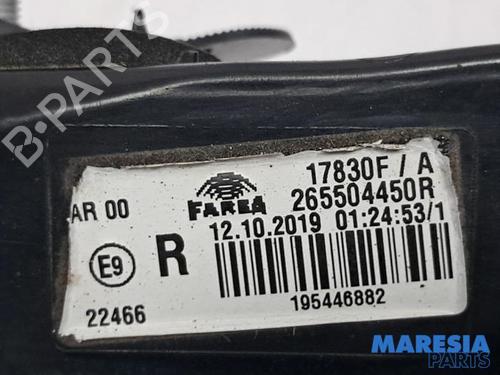 17830F / A
AR 00 FAREA 265504450R
12.10.2019 01:24:53/1
E9 R
22466 195446882
B-PARTS
MARESIA
PARTS